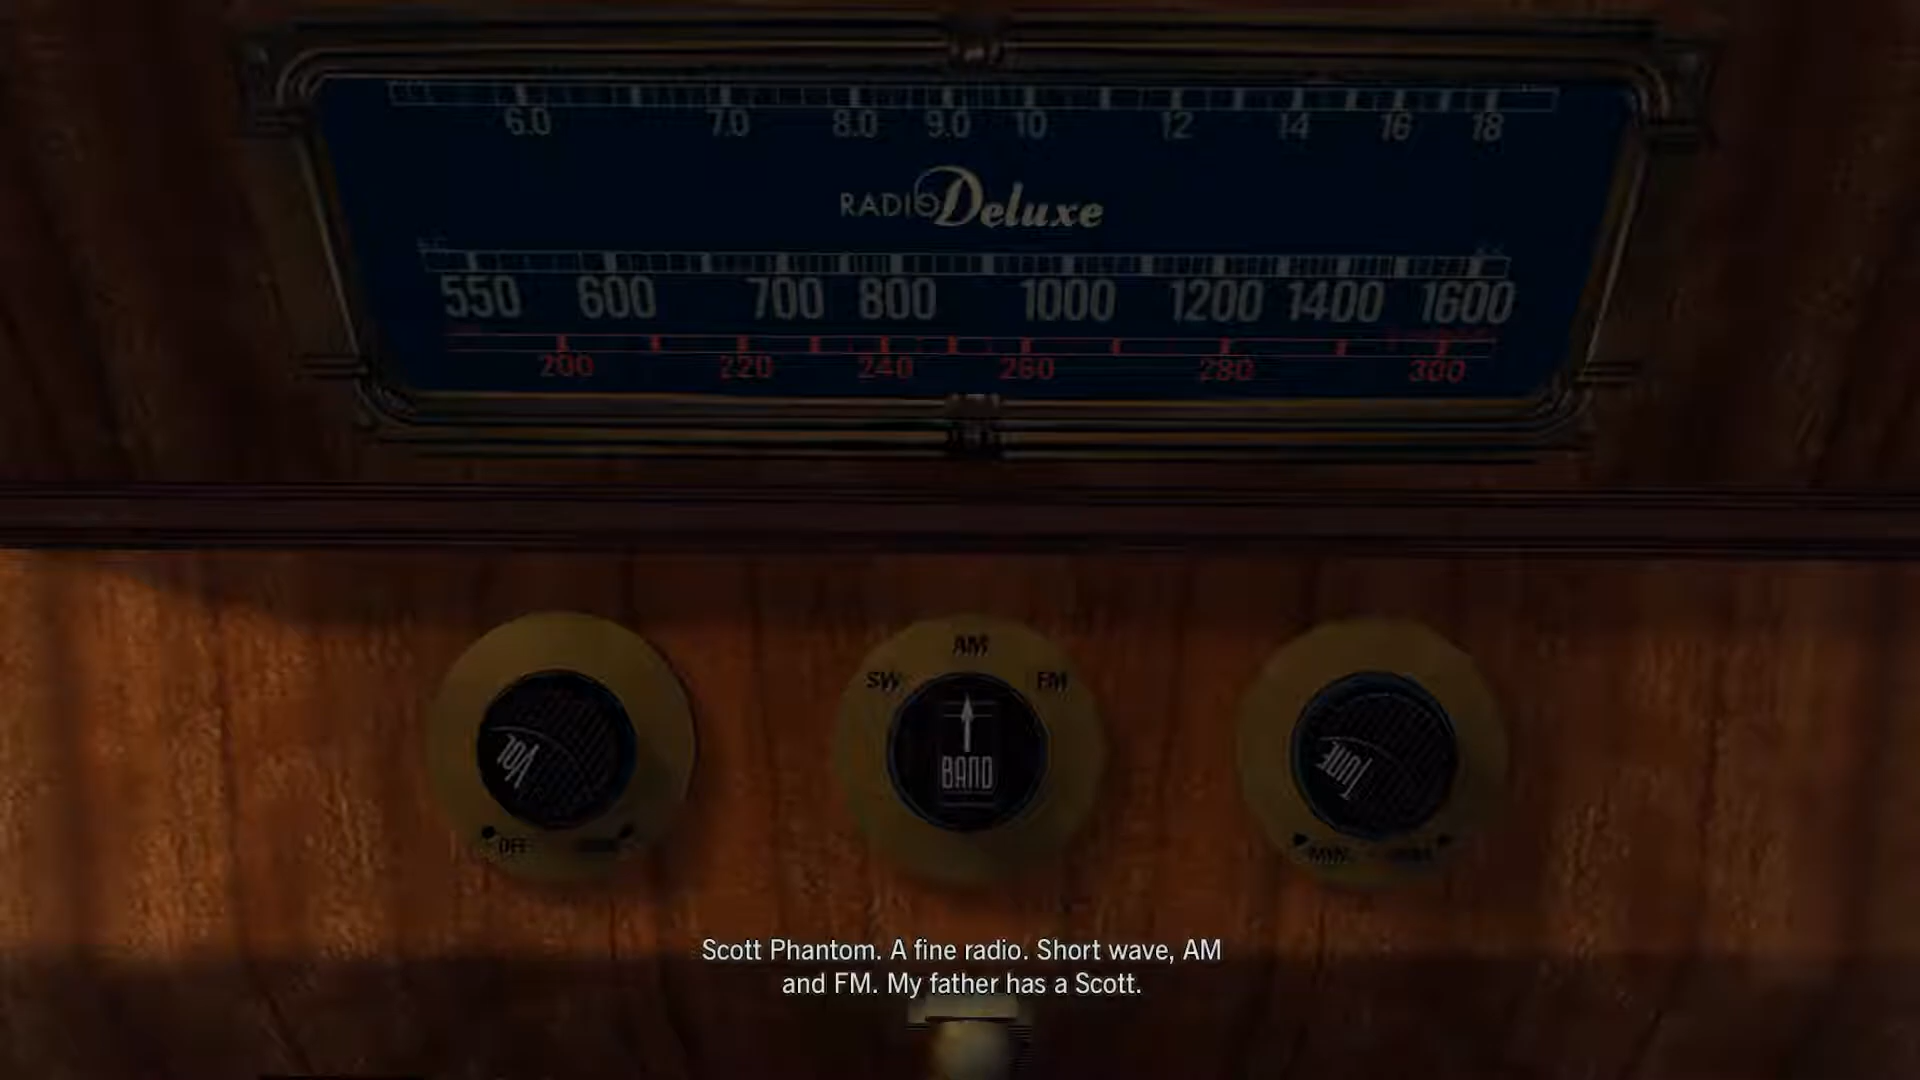 6.0 7.0 8.0 9.0 10 12 14 16 18
RADIO Deluxe
550 600 700 800 1000 1200 1400 1600
200 220 240 260 280 300
AM
SW FM
VOL BAND TUNE
OFF MIN
Scott Phantom. A fine radio. Short wave, AM
and FM. My father has a Scott.